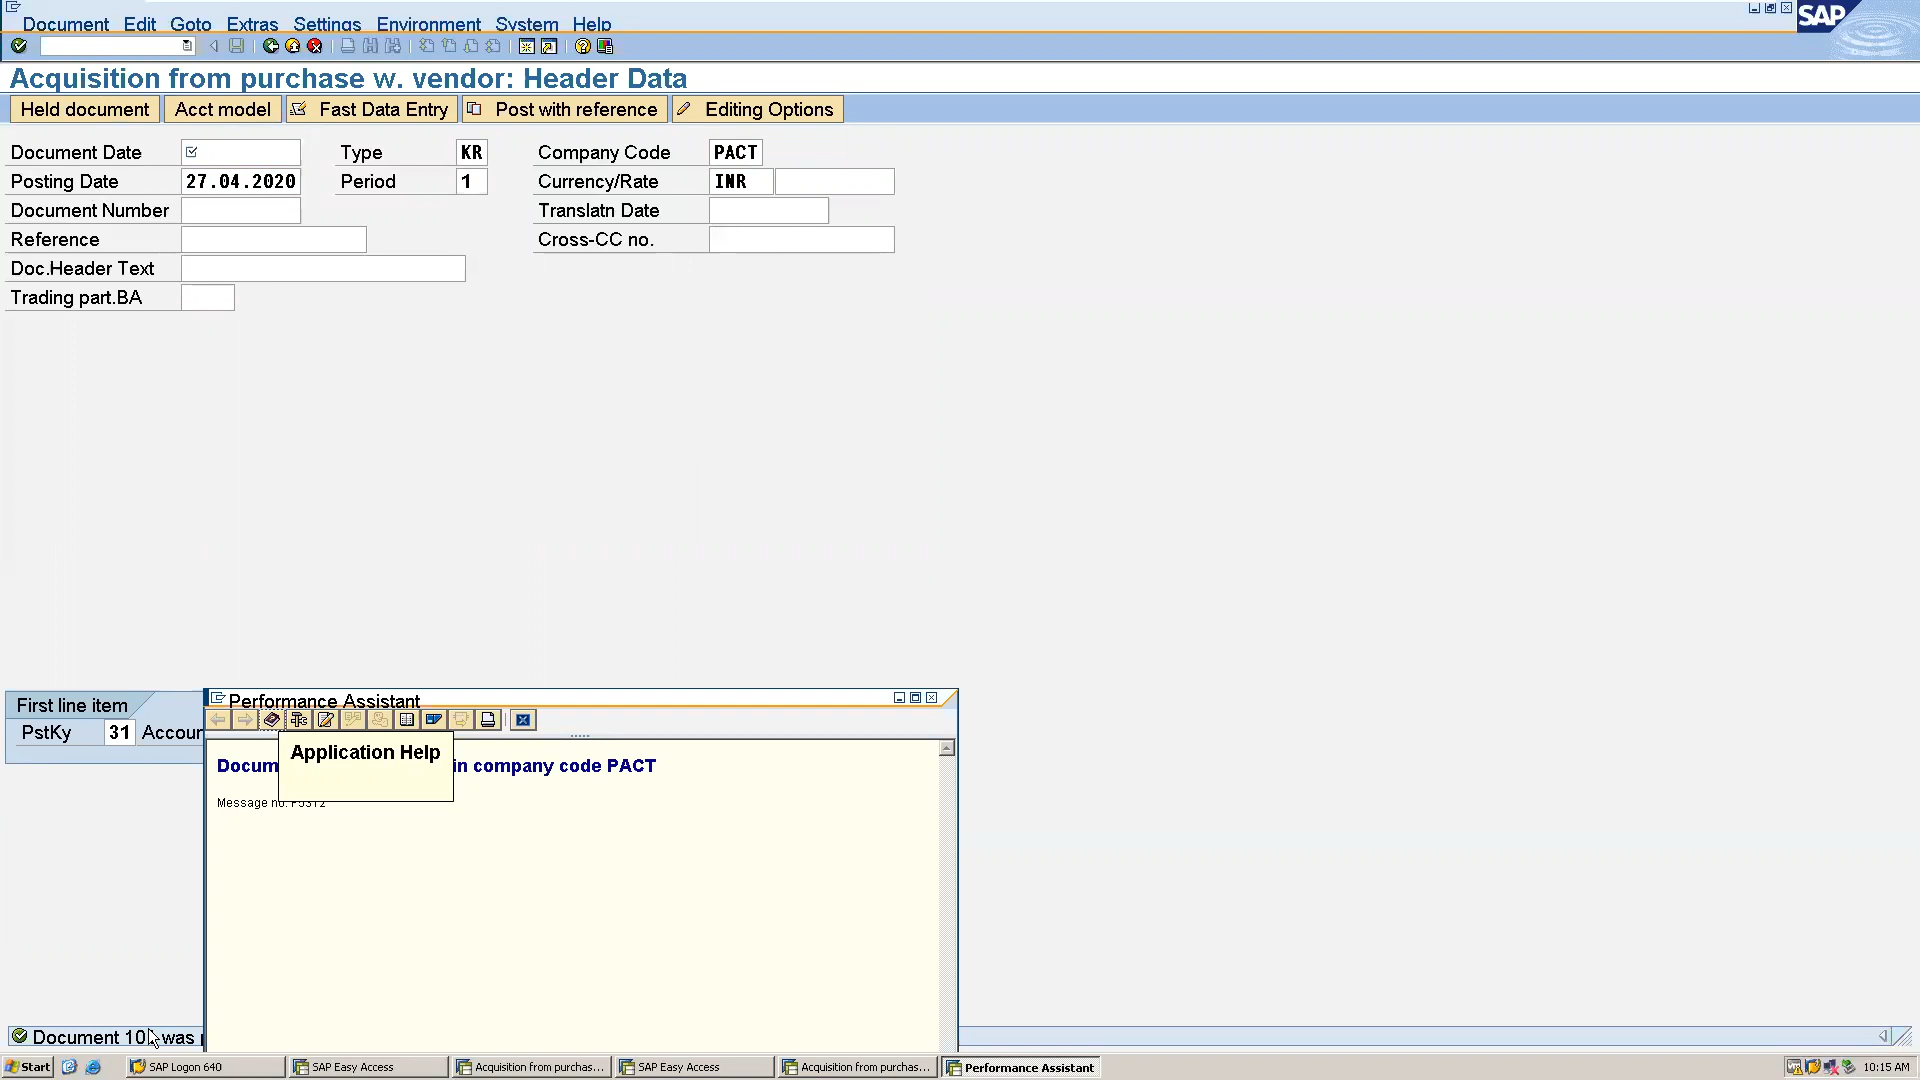 Document Edit Goto Extras Settings Environment System Help
SAP
Acquisition from purchase w. vendor: Header Data
Held document Acct model Fast Data Entry Post with reference Editing Options
Document Date Type KR Company Code PACT
Posting Date 27.04.2020 Period 1 Currency/Rate INR
Document Number Translatn Date
Reference Cross-CC no.
Doc.Header Text
Trading part.BA
First line item
PstKy 31 Accour
Performance Assistant
Application Help
Docum in company code PACT
Message no.
Document 10 was
Start SAP Logon 640 SAP Easy Access Acquisition from purchas... SAP Easy Access Acquisition from purchas... Performance Assistant 10:15 AM